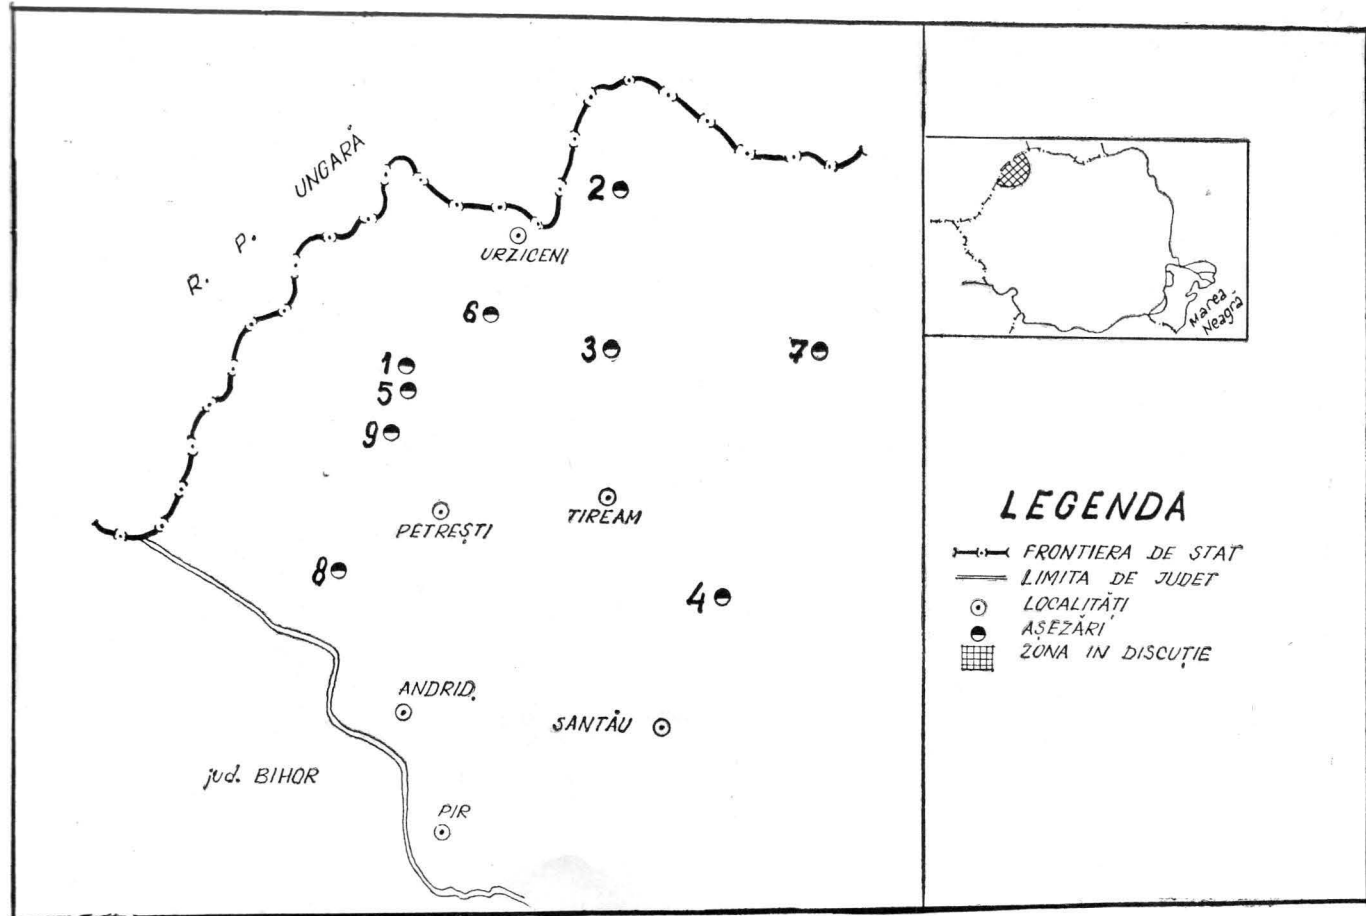 R. P. UNGARĂ
2
URZICENI
6
3
7
1
5
9
PETREȘTI
TIREAM
8
4
ANDRID
SANTĂU
jud. BIHOR
PIR
Marea
Neagră
LEGENDA
FRONTIERA DE STAT
LIMITA DE JUDEȚ
LOCALITĂȚI
AȘEZĂRI
ZONA IN DISCUȚIE